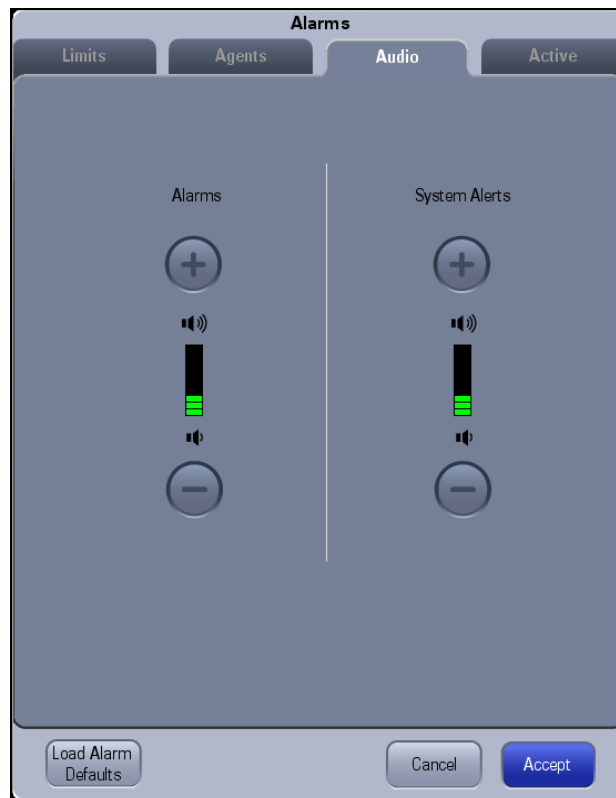 Alarms
Limits
Agents
Audio
Active
Alarms
System Alerts
Load Alarm
Defaults
Cancel
Accept